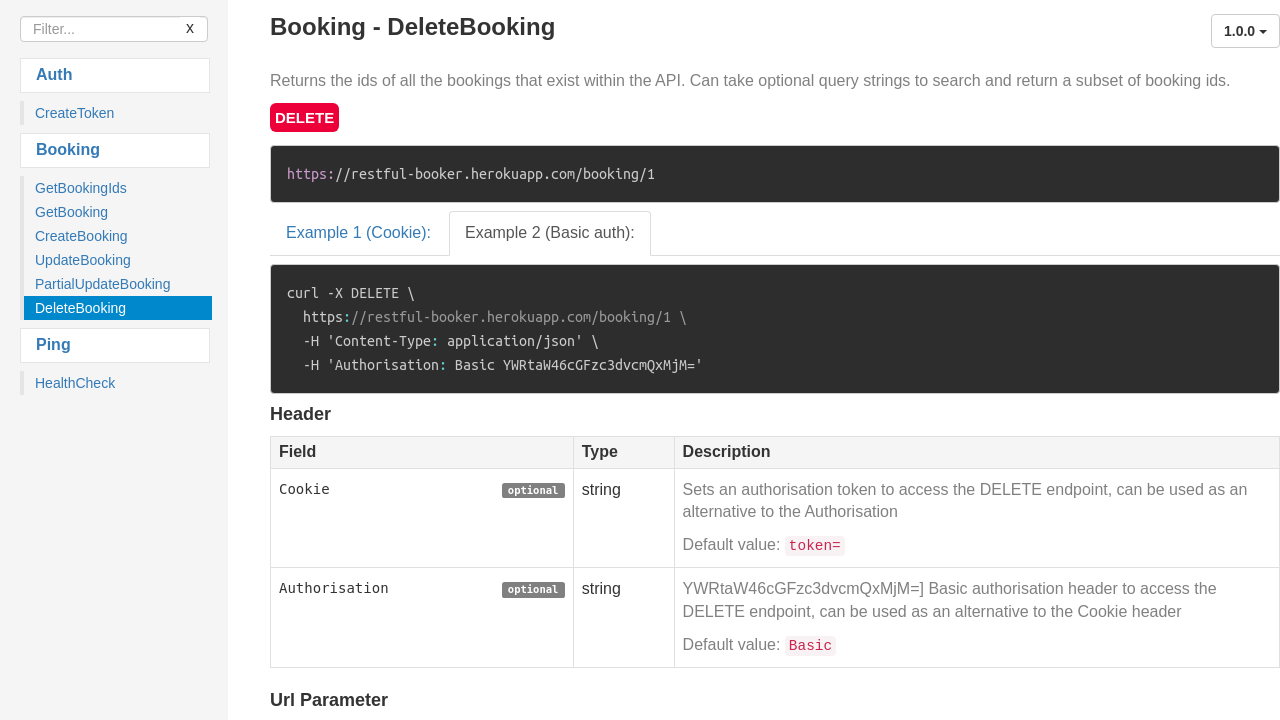 Filter...
x
Auth
CreateToken
Booking
GetBookingIds
GetBooking
CreateBooking
UpdateBooking
PartialUpdateBooking
DeleteBooking
Ping
HealthCheck
Booking - DeleteBooking
1.0.0
Returns the ids of all the bookings that exist within the API. Can take optional query strings to search and return a subset of booking ids.
DELETE
https://restful-booker.herokuapp.com/booking/1
Example 1 (Cookie): Example 2 (Basic auth):
curl -X DELETE \
  https://restful-booker.herokuapp.com/booking/1 \
  -H 'Content-Type: application/json' \
  -H 'Authorisation: Basic YWRtaW46cGFzc3dvcmQxMjM='
Header
Field Type Description
Cookie optional string Sets an authorisation token to access the DELETE endpoint, can be used as an
alternative to the Authorisation
Default value: token=
Authorisation optional string YWRtaW46cGFzc3dvcmQxMjM=] Basic authorisation header to access the
DELETE endpoint, can be used as an alternative to the Cookie header
Default value: Basic
Url Parameter